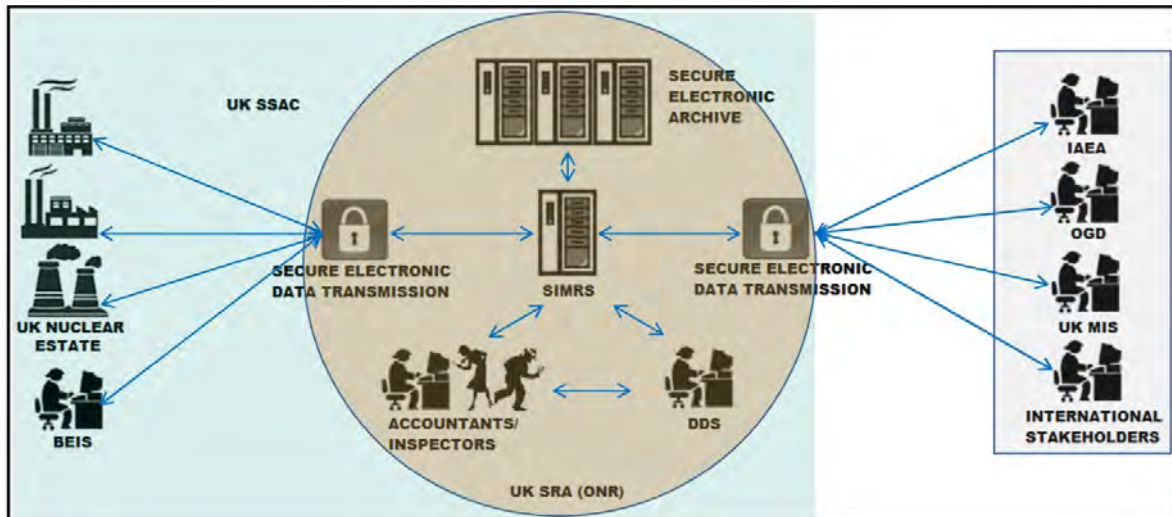 UK SSAC
SECURE
ELECTRONIC
ARCHIVE
UK NUCLEAR
ESTATE
BEIS
SECURE ELECTRONIC
DATA TRANSMISSION
SIMRS
SECURE ELECTRONIC
DATA TRANSMISSION
ACCOUNTANTS/
INSPECTORS
DDS
UK SRA (ONR)
IAEA
OGD
UK MIS
INTERNATIONAL
STAKEHOLDERS